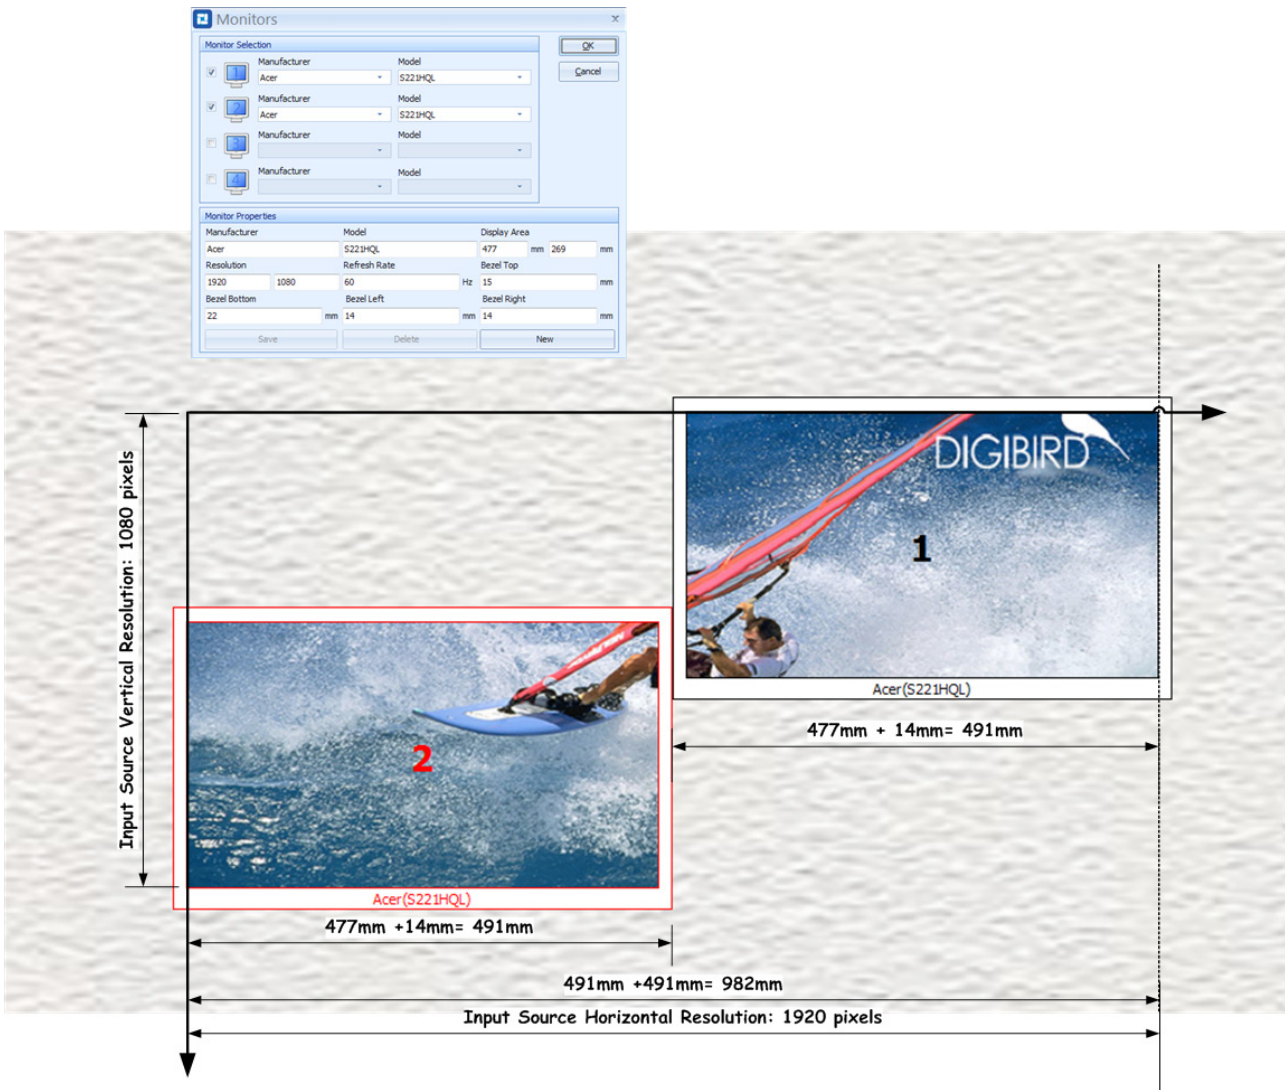 Monitors
Monitor Selection
OK
Cancel
1
Manufacturer
Model
Acer
S221HQL
2
Manufacturer
Model
Acer
S221HQL
3
Manufacturer
Model
4
Manufacturer
Model
Monitor Properties
Manufacturer
Model
Display Area
Acer
S221HQL
477 mm 269 mm
Resolution
Refresh Rate
Bezel Top
1920 1080
60 Hz
15 mm
Bezel Bottom
Bezel Left
Bezel Right
22 mm
14 mm
14 mm
Save
Delete
New
Input Source Vertical Resolution: 1080 pixels
DIGIBIRD
1
Acer(S221HQL)
477mm + 14mm= 491mm
2
Acer(S221HQL)
477mm +14mm= 491mm
491mm +491mm= 982mm
Input Source Horizontal Resolution: 1920 pixels